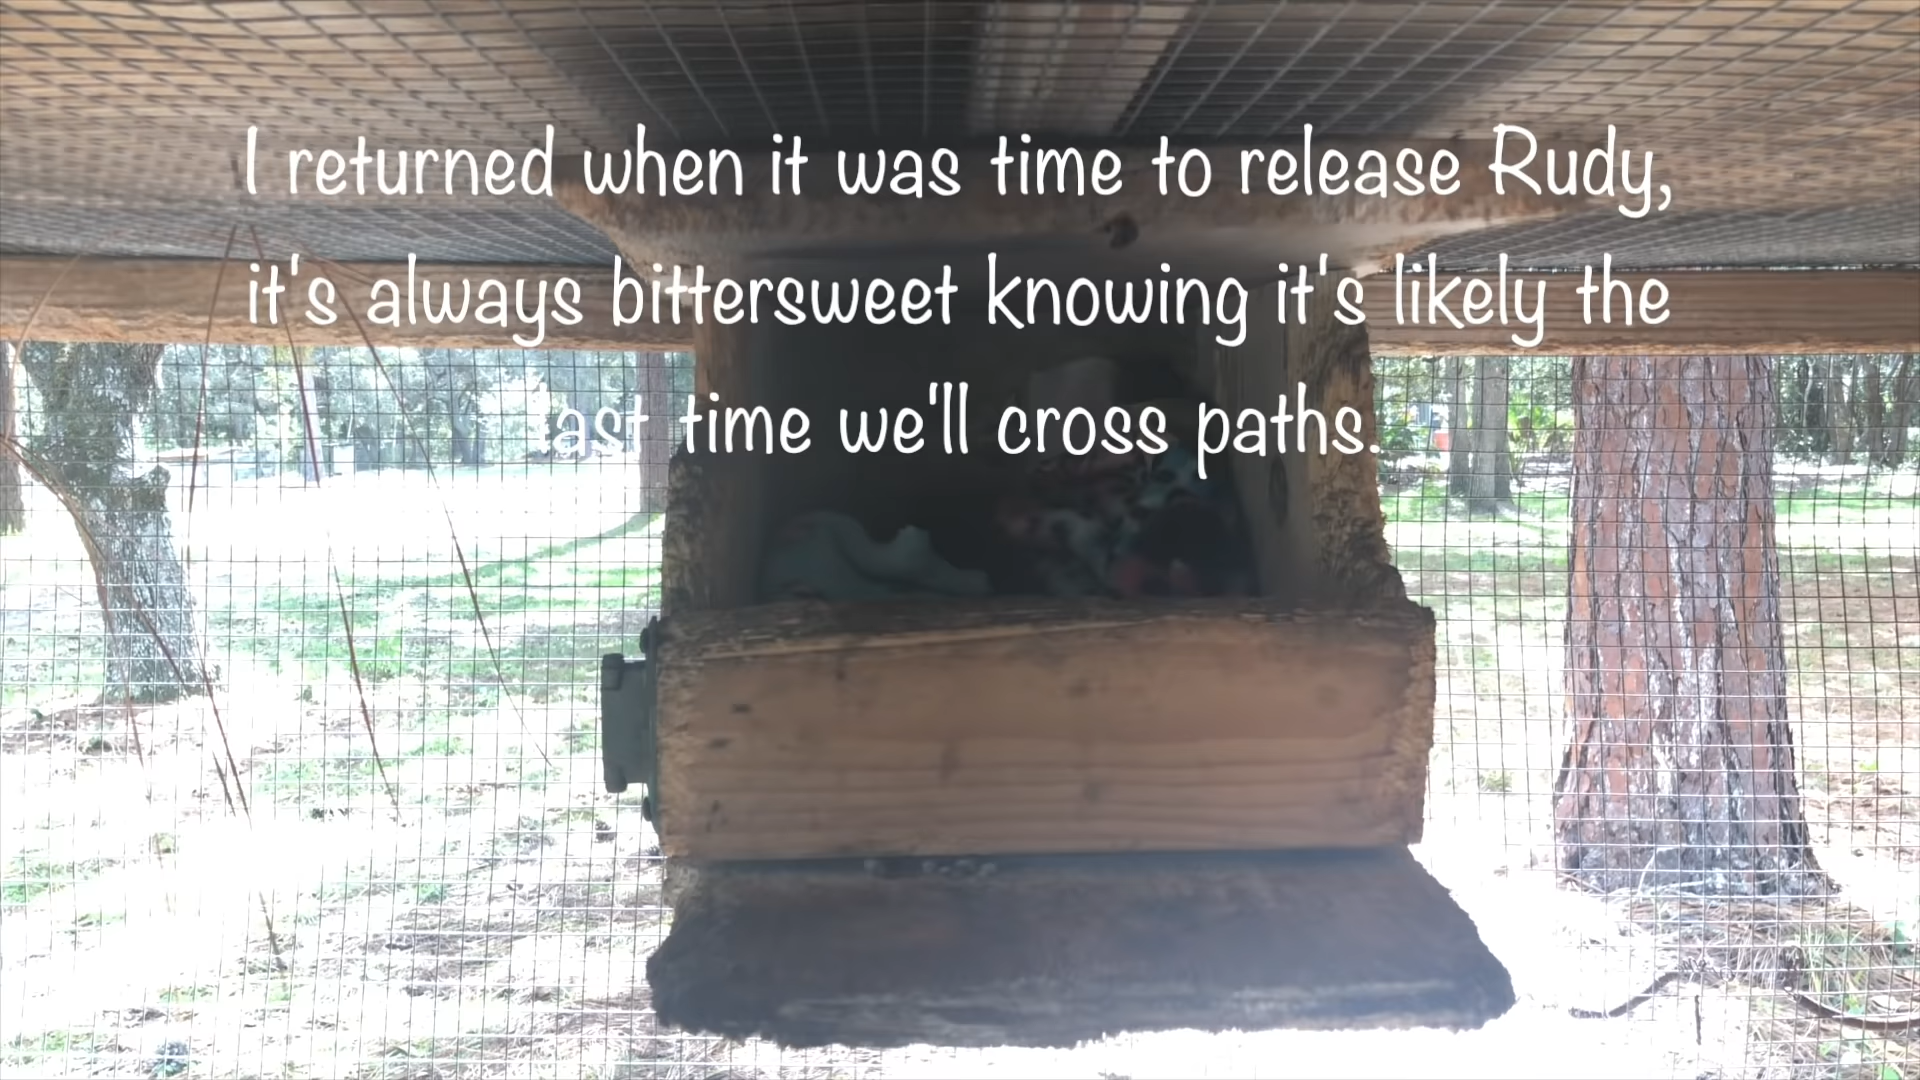 I returned when it was time to release Rudy,
it's always bittersweet knowing it's likely the
last time we'll cross paths.